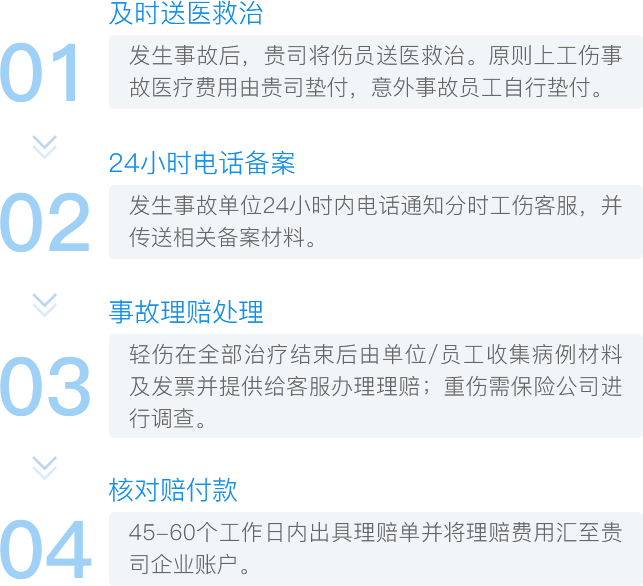 及时送医救治
01
发生事故后，贵司将伤员送医救治。原则上工伤事
故医疗费用由贵司垫付，意外事故员工自行垫付。
24小时电话备案
02
发生事故单位24小时内电话通知分时工伤客服，并
传送相关备案材料。
事故理赔处理
03
轻伤在全部治疗结束后由单位/员工收集病例材料
及发票并提供给客服办理理赔；重伤需保险公司进
行调查。
核对赔付款
04
45-60个工作日内出具理赔单并将理赔费用汇至贵
司企业账户。